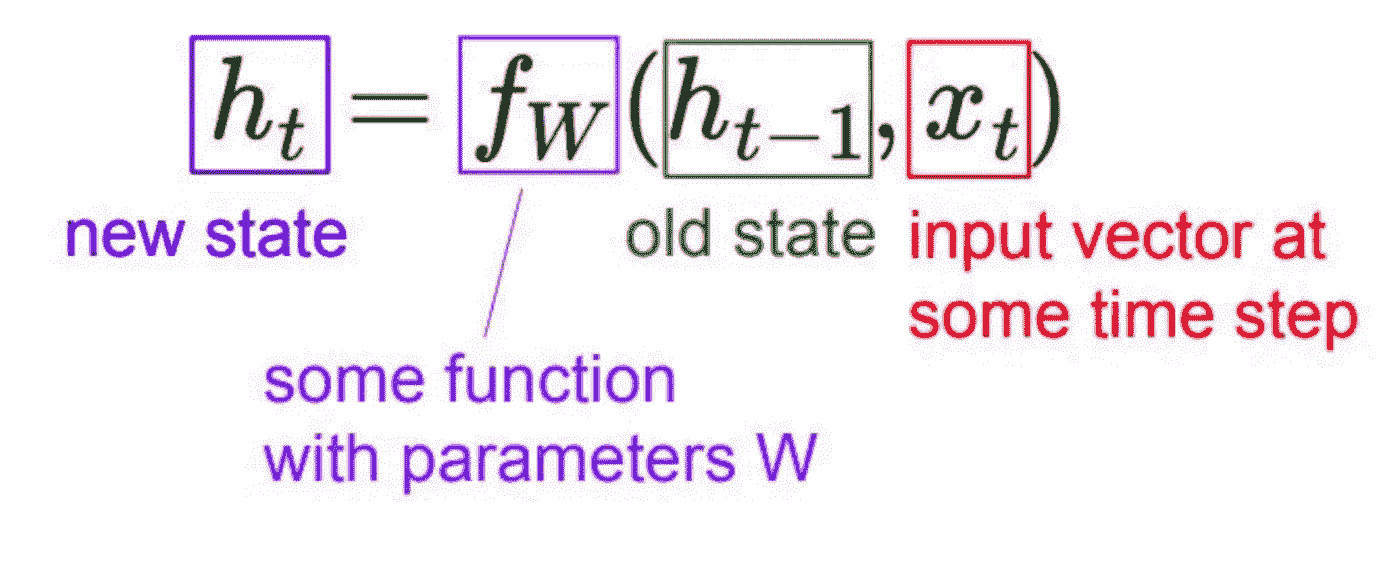 h_t = f_W(h_{t-1}, x_t)
new state
old state
input vector at
some time step
some function
with parameters W